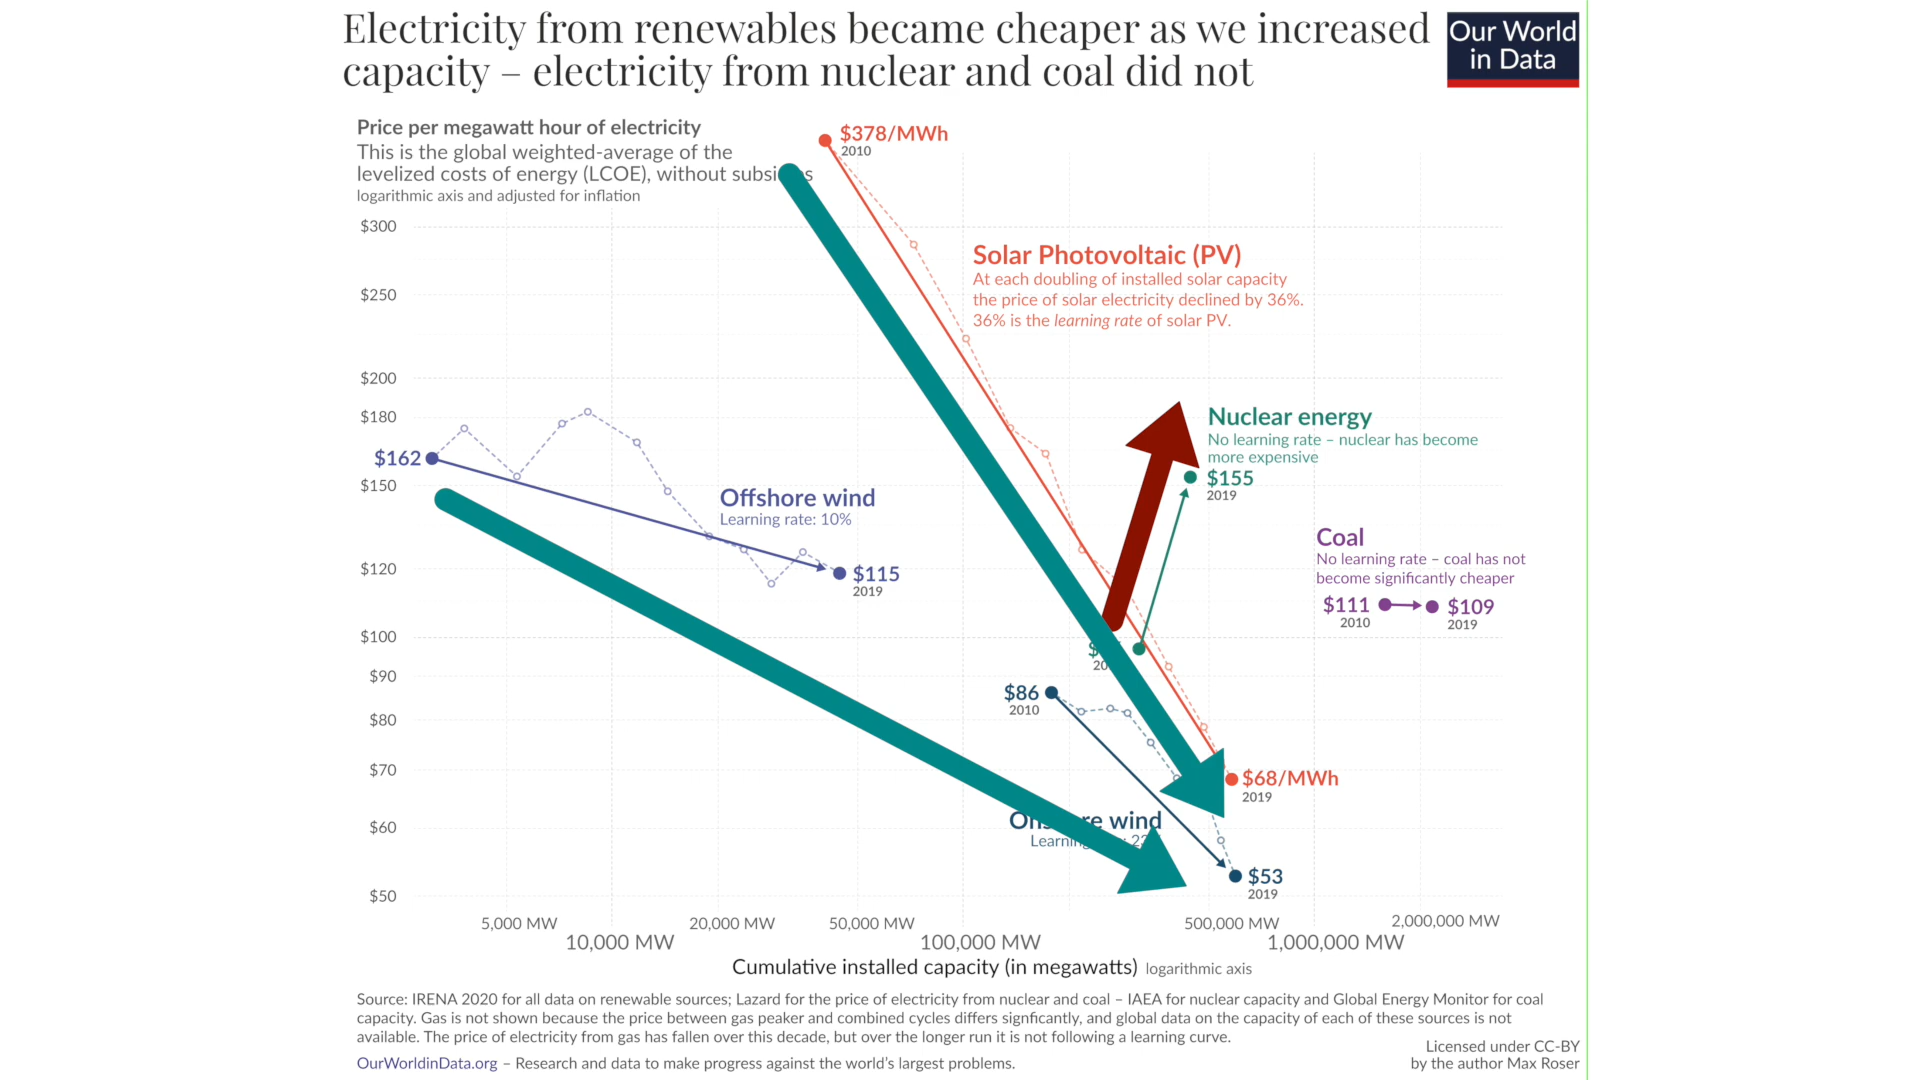 Electricity from renewables became cheaper as we increased
capacity – electricity from nuclear and coal did not
Our World
in Data
Price per megawatt hour of electricity
This is the global weighted-average of the
levelized costs of energy (LCOE), without
logarithmic axis and adjusted for inflation
$378/MWh
2010
$300
$250
$200
$180
$150
$120
$100
$90
$80
$70
$60
$50
Solar Photovoltaic (PV)
At each doubling of installed solar capacity
the price of solar electricity declined by 36%.
36% is the learning rate of solar PV.
Nuclear energy
No learning rate – nuclear has become
more expensive
$155
2019
$162
Offshore wind
Learning rate: 10%
$115
2019
Coal
No learning rate – coal has not
become significantly cheaper
$111
2010
$109
2019
$86
2010
$68/MWh
2019
wind
$53
2019
5,000 MW
10,000 MW
20,000 MW
50,000 MW
100,000 MW
500,000 MW
1,000,000 MW
2,000,000 MW
Cumulative installed capacity (in megawatts) logarithmic axis
Source: IRENA 2020 for all data on renewable sources; Lazard for the price of electricity from nuclear and coal – IAEA for nuclear capacity and Global Energy Monitor for coal
capacity. Gas is not shown because the price between gas peaker and combined cycles differs signficantly, and global data on the capacity of each of these sources is not
available. The price of electricity from gas has fallen over this decade, but over the longer run it is not following a learning curve.
OurWorldinData.org – Research and data to make progress against the world's largest problems.
Licensed under CC-BY
by the author Max Roser